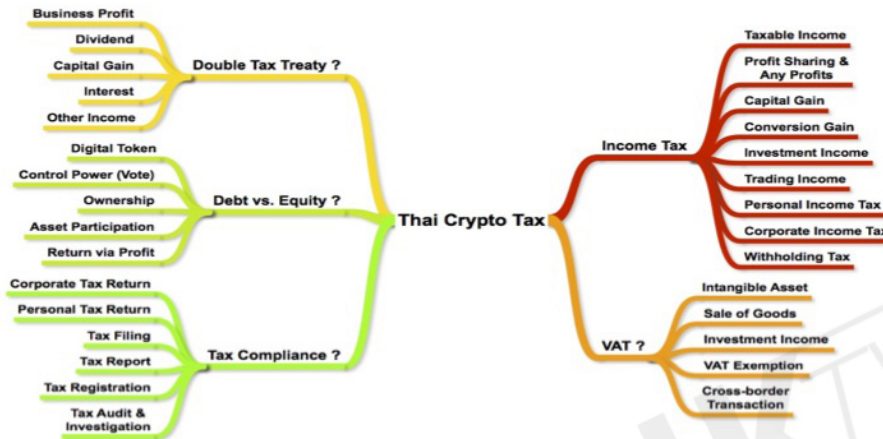 Business Profit
Dividend
Capital Gain
Interest
Other Income
Double Tax Treaty ?
Digital Token
Control Power (Vote)
Ownership
Asset Participation
Return via Profit
Debt vs. Equity ?
Corporate Tax Return
Personal Tax Return
Tax Filing
Tax Report
Tax Registration
Tax Audit &
Investigation
Tax Compliance ?
Thai Crypto Tax
Income Tax
Taxable Income
Profit Sharing &
Any Profits
Capital Gain
Conversion Gain
Investment Income
Trading Income
Personal Income Tax
Corporate Income Tax
Withholding Tax
VAT ?
Intangible Asset
Sale of Goods
Investment Income
VAT Exemption
Cross-border
Transaction